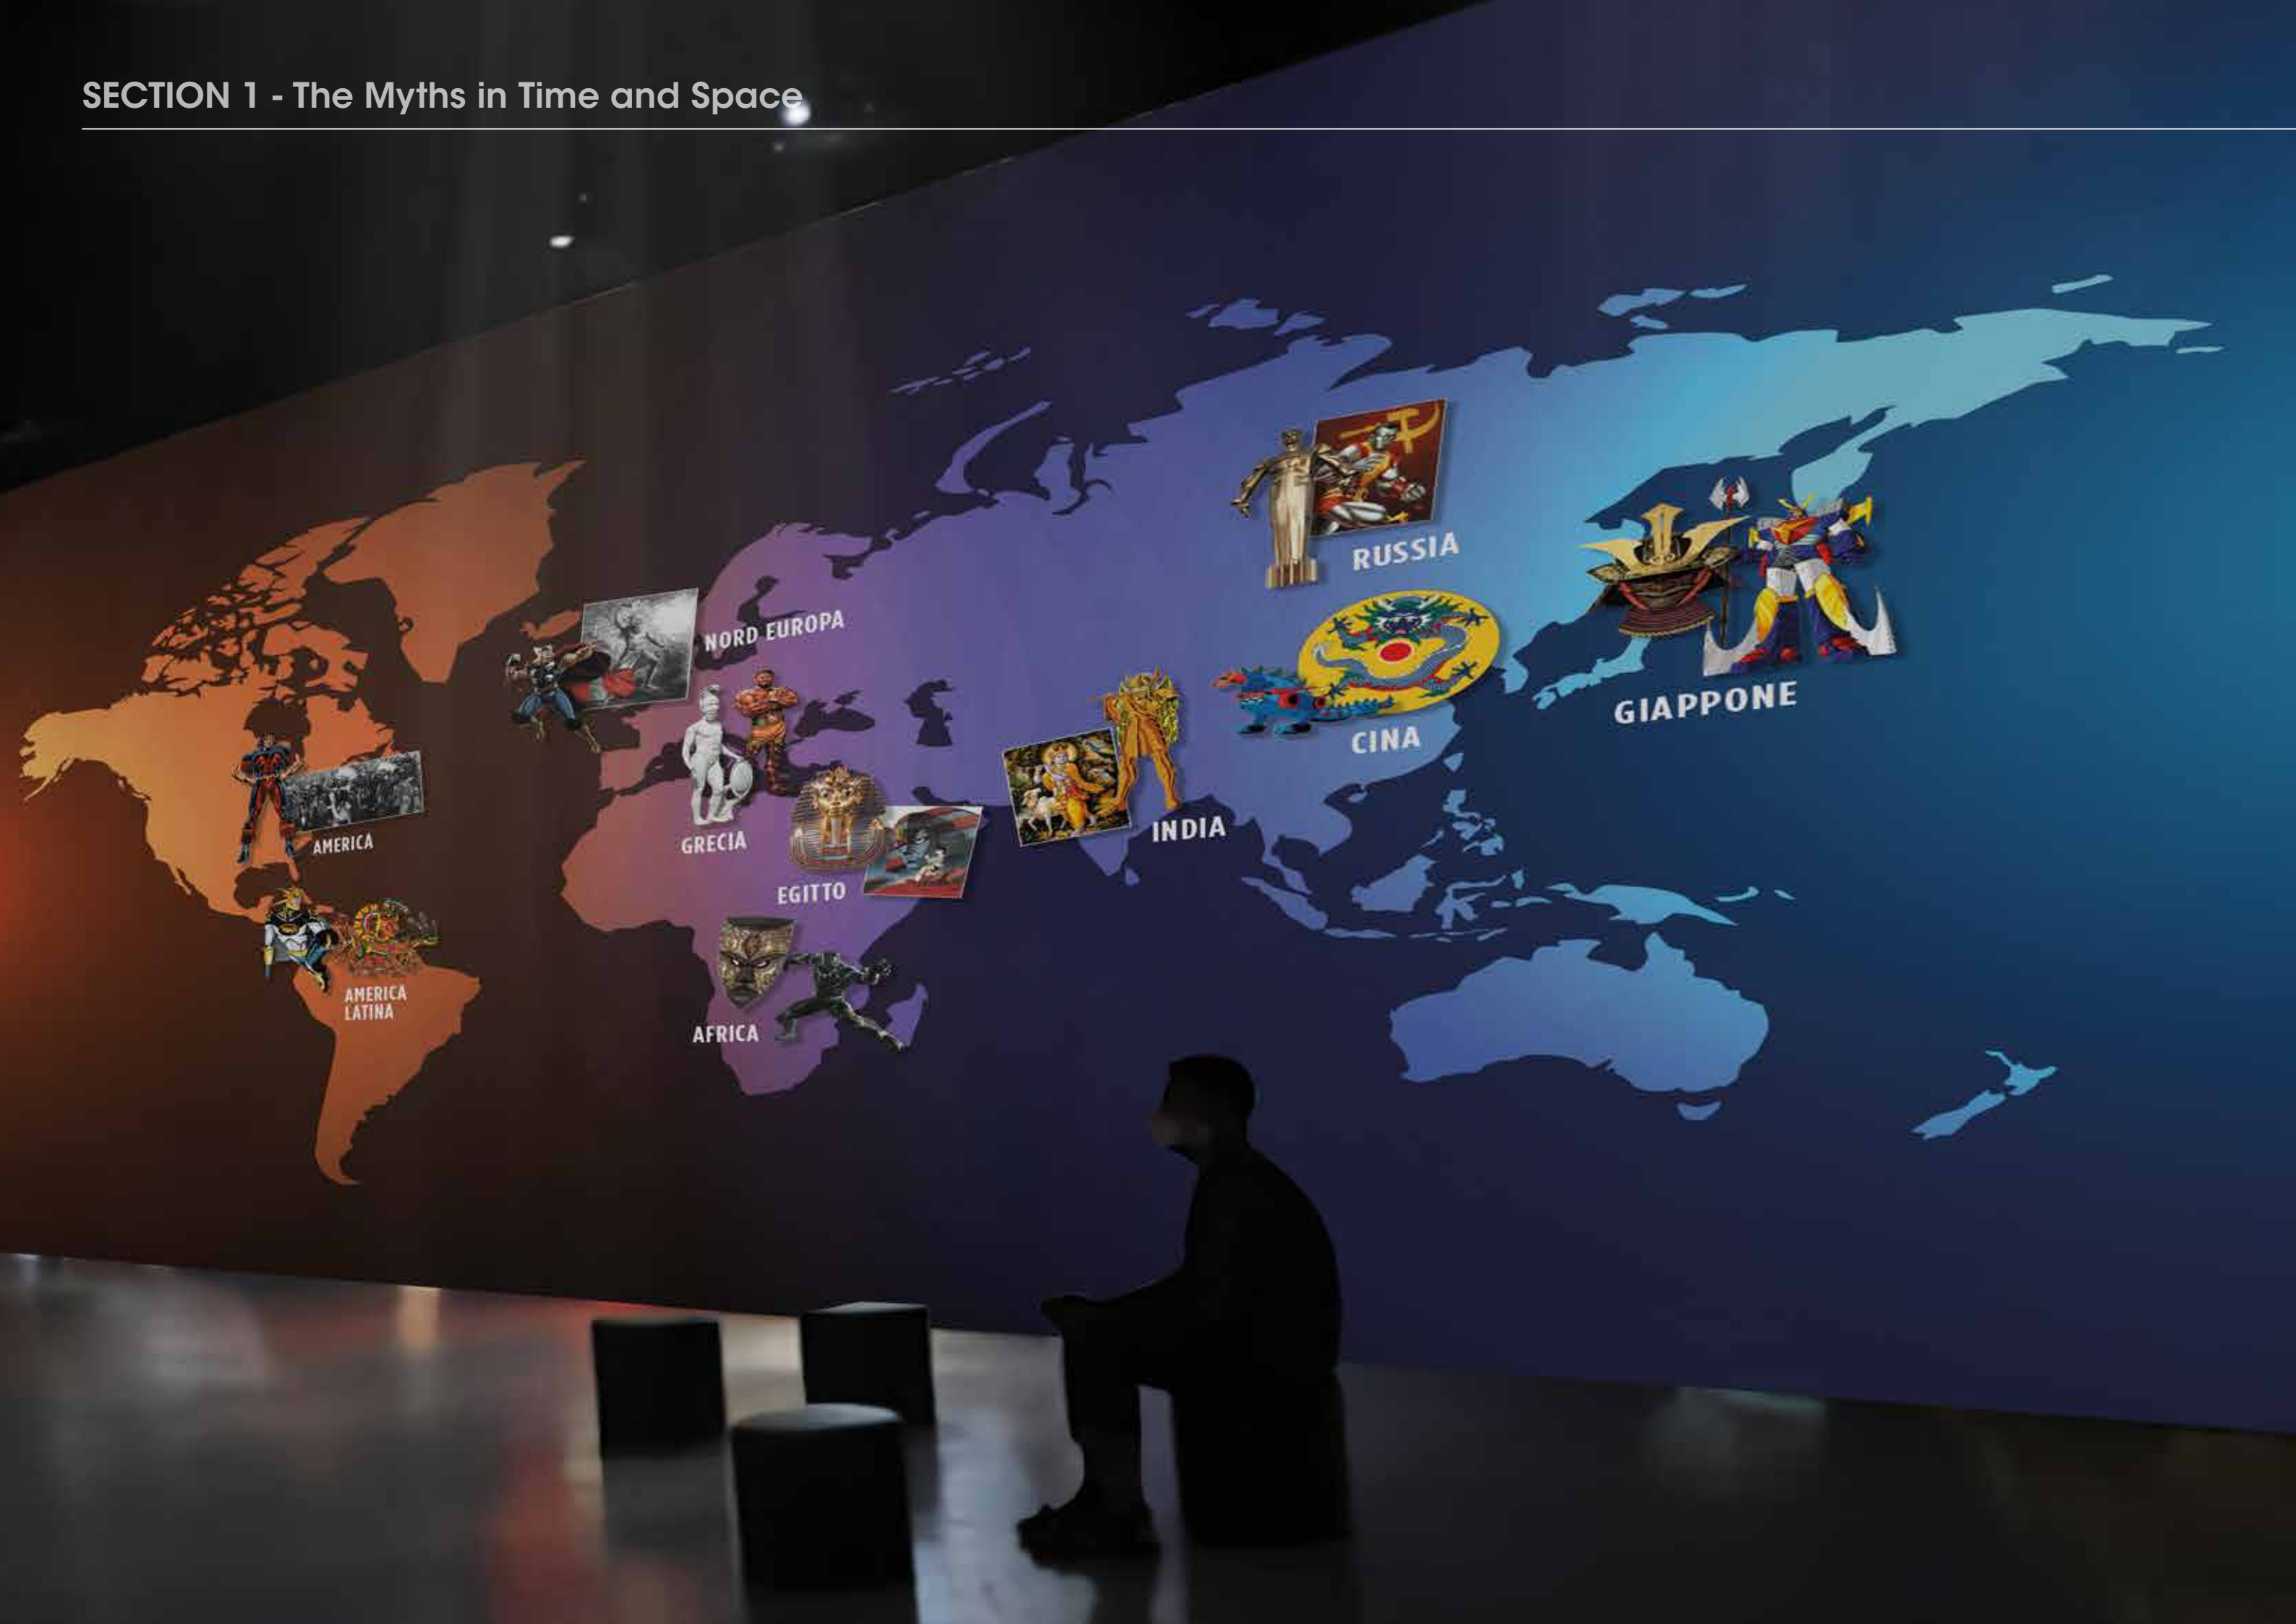 SECTION 1 - The Myths in Time and Space
RUSSIA
NORD EUROPA
GIAPPONE
CINA
INDIA
AMERICA
GRECIA
EGITTO
AMERICA
LATINA
AFRICA